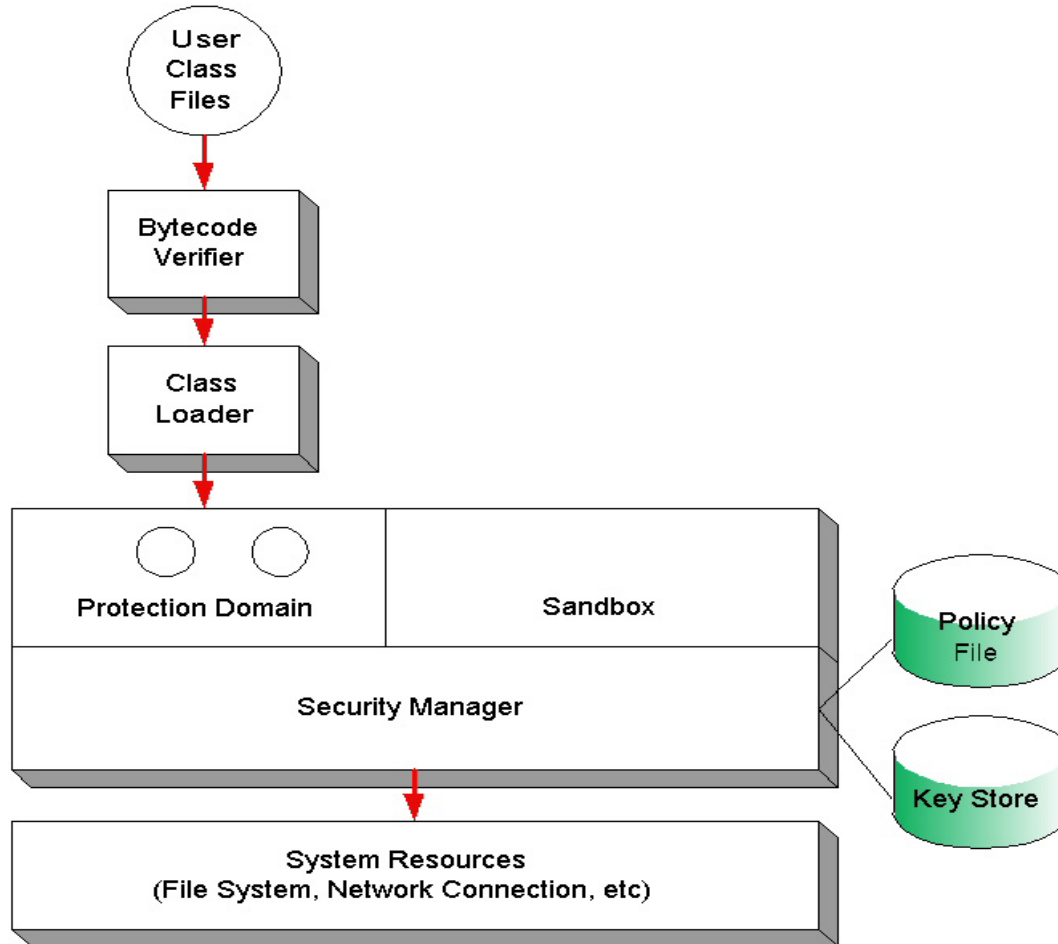 User
Class
Files
Bytecode
Verifier
Class
Loader
Protection Domain
Sandbox
Policy
File
Security Manager
Key Store
System Resources
(File System, Network Connection, etc)